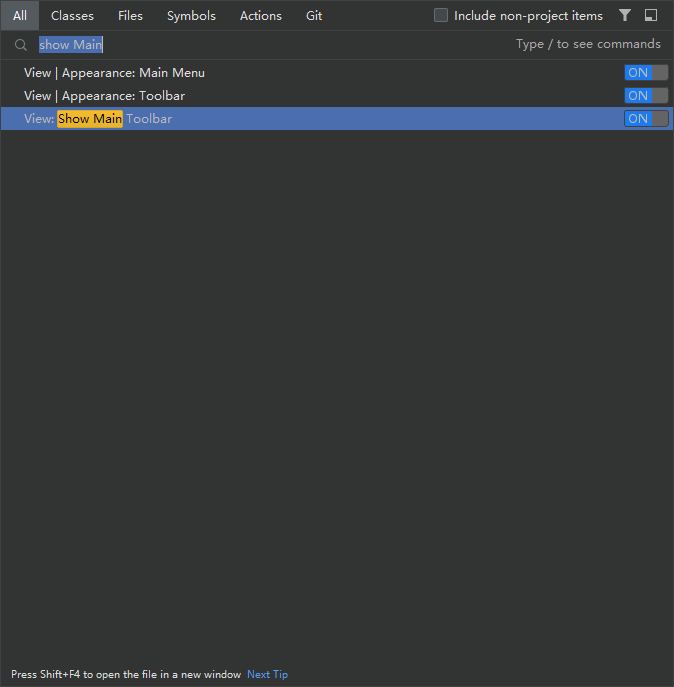 All Classes Files Symbols Actions Git Include non-project items
show Main Type / to see commands
View | Appearance: Main Menu ON
View | Appearance: Toolbar ON
View: Show Main Toolbar ON
Press Shift+F4 to open the file in a new window Next Tip